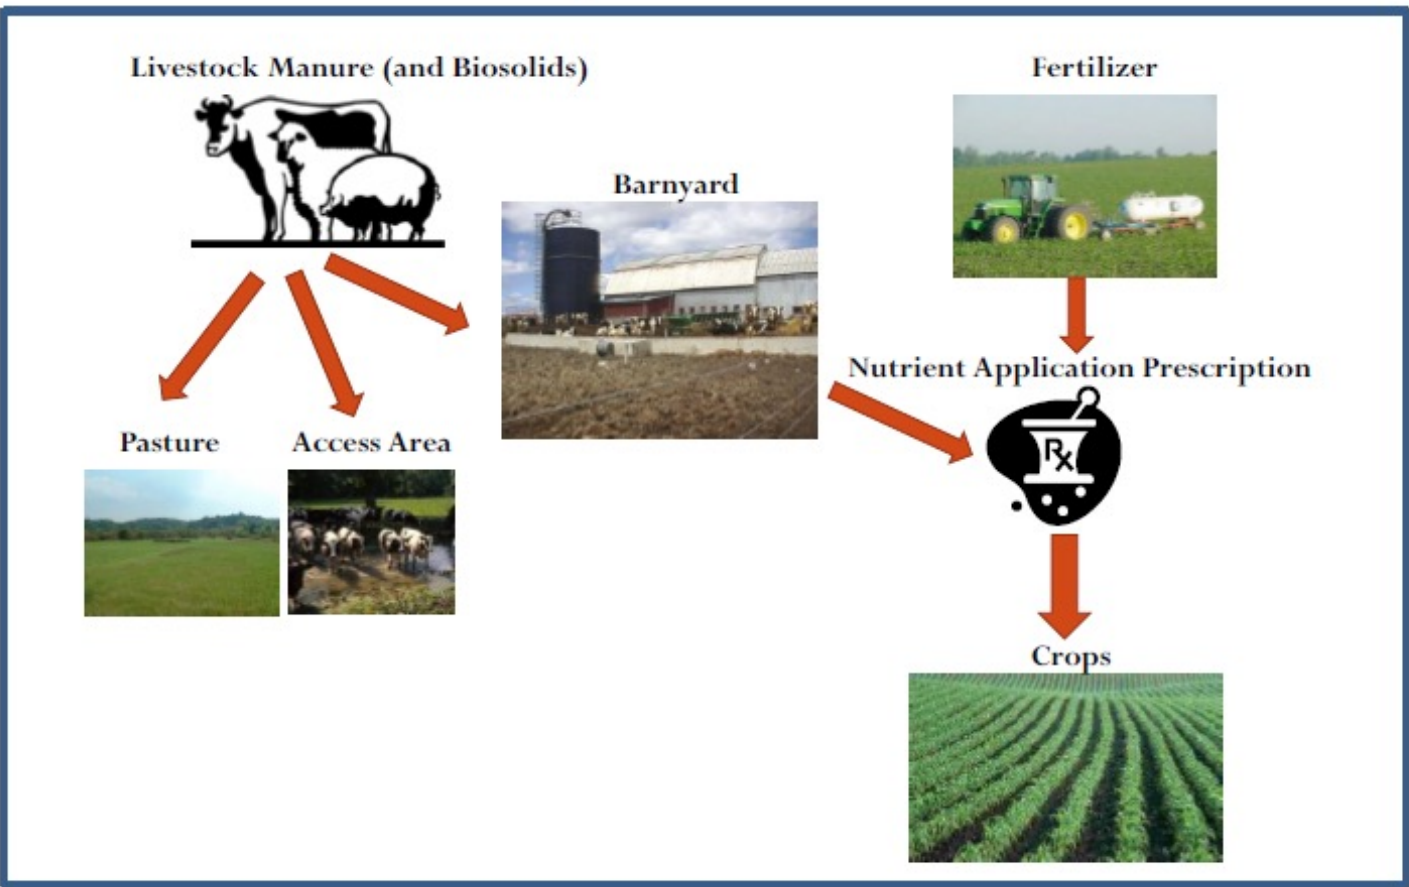 Livestock Manure (and Biosolids)
Fertilizer
Barnyard
Nutrient Application Prescription
Rx
Pasture
Access Area
Crops